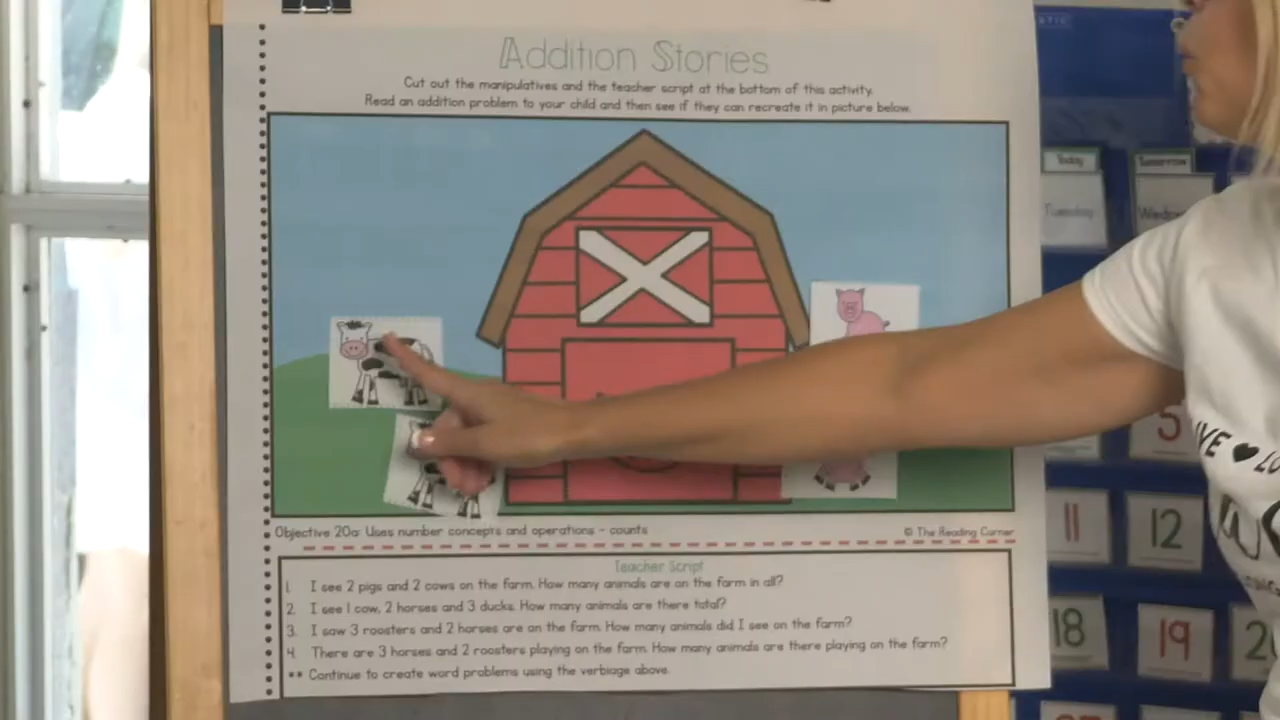 Addition Stories
Cut out the manipulatives and the teacher script at the bottom of this activity.
Read an addition problem to your child and then see if they can recreate it in picture below.
Objective 20a: Uses number concepts and operations - counts
© The Reading Corner
Teacher Script
1. I see 2 pigs and 2 cows on the farm. How many animals are on the farm in all?
2. I see 1 cow, 2 horses and 3 ducks. How many animals are there total?
3. I saw 3 roosters and 2 horses are on the farm. How many animals did I see on the farm?
4. There are 3 horses and 2 roosters playing on the farm. How many animals are there playing on the farm?
** Continue to create word problems using the verbiage above.
Today
Tomorrow
Tuesday
5
11
12
18
19